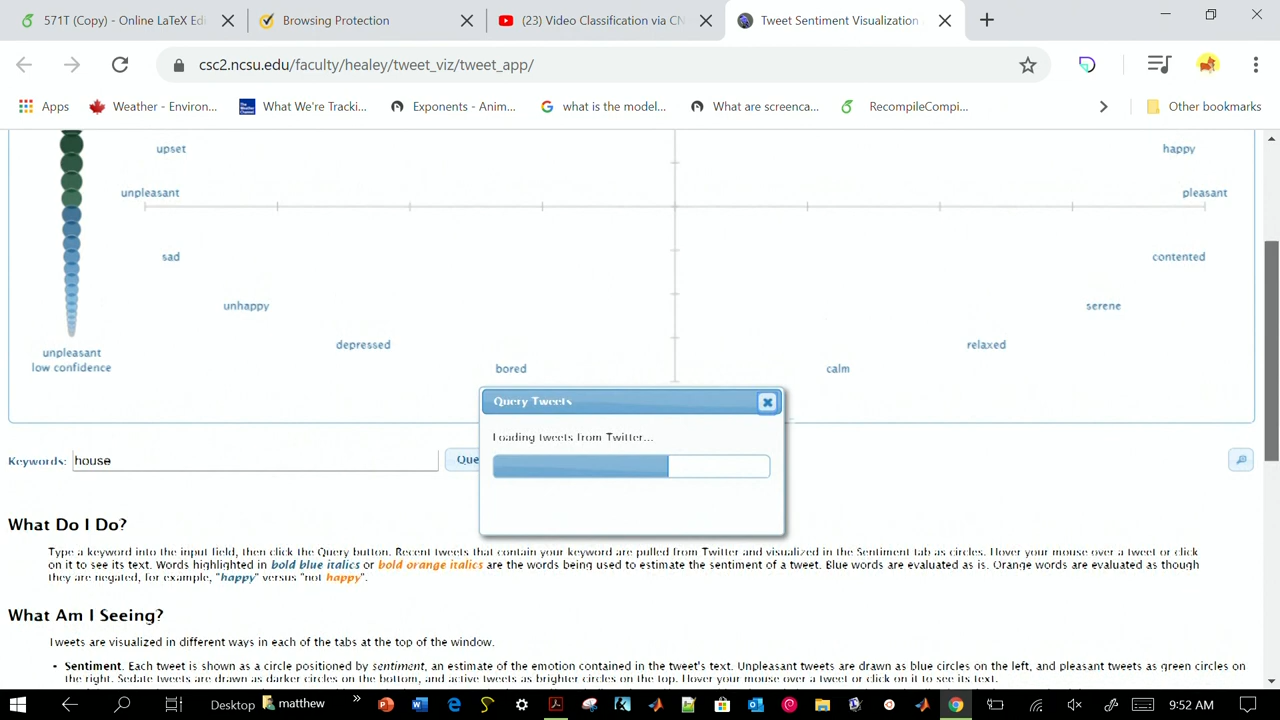 571T (Copy) - Online LaTeX Edi
Browsing Protection
(23) Video Classification via CN
Tweet Sentiment Visualization
csc2.ncsu.edu/faculty/healey/tweet_viz/tweet_app/
Apps
Weather - Environ...
What We're Tracki...
Exponents - Anim...
what is the model...
What are screenca...
RecompileCompi...
Other bookmarks
upset
happy
unpleasant
pleasant
sad
contented
unhappy
serene
depressed
relaxed
unpleasant
low confidence
bored
calm
Query Tweets
Loading tweets from Twitter...
Keywords: house
Que
What Do I Do?
Type a keyword into the input field, then click the Query button. Recent tweets that contain your keyword are pulled from Twitter and visualized in the Sentiment tab as circles. Hover your mouse over a tweet or click
on it to see its text. Words highlighted in bold blue italics or bold orange italics are the words being used to estimate the sentiment of a tweet. Blue words are evaluated as is. Orange words are evaluated as though
they are negated, for example, "happy" versus "not happy".
What Am I Seeing?
Tweets are visualized in different ways in each of the tabs at the top of the window.
• Sentiment. Each tweet is shown as a circle positioned by sentiment, an estimate of the emotion contained in the tweet's text. Unpleasant tweets are drawn as blue circles on the left, and pleasant tweets as green circles on
the right. Sedate tweets are drawn as darker circles on the bottom, and active tweets as brighter circles on the top. Hover your mouse over a tweet or click on it to see its text.
Desktop
matthew
9:52 AM